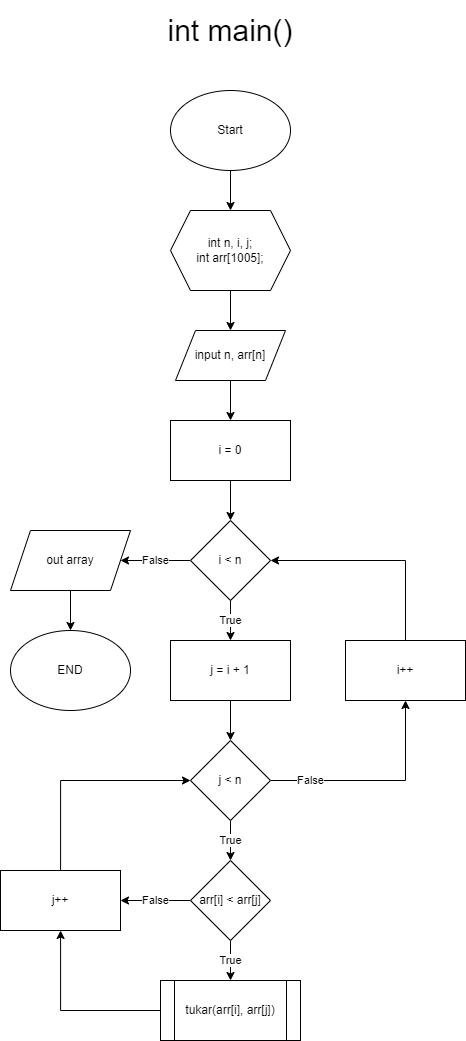 int main()
Start
int n, i, j;
int arr[1005];
input n, arr[n]
i = 0
i < n
False
out array
END
True
j = i + 1
i++
j < n
False
True
arr[i] < arr[j]
False
j++
True
tukar(arr[i], arr[j])